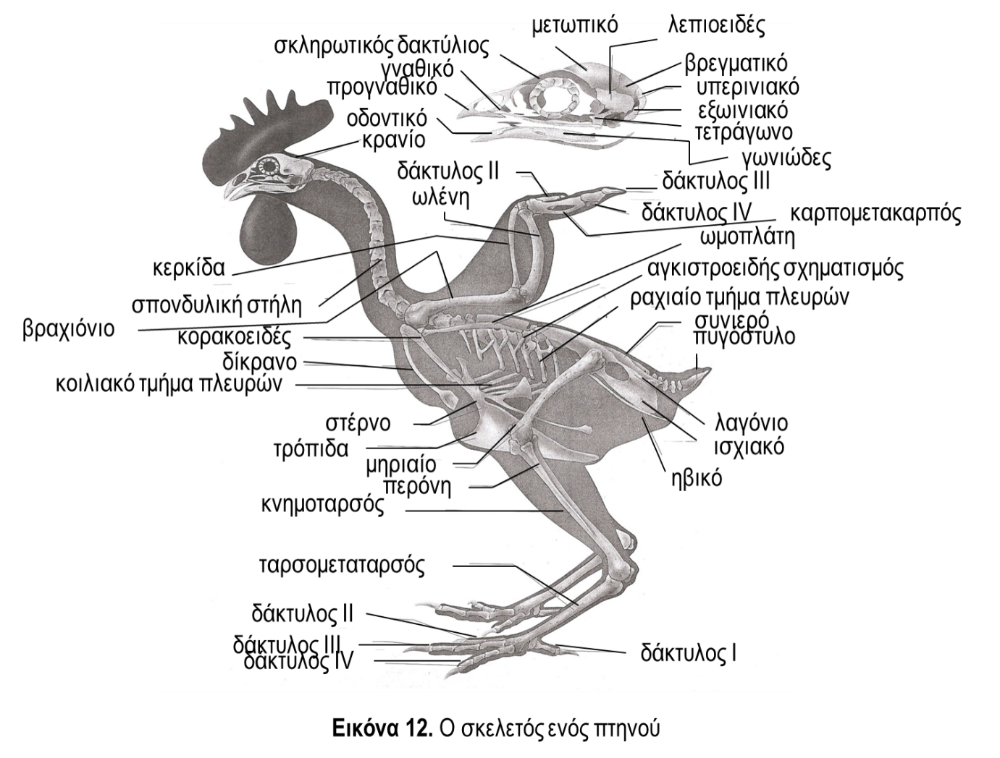 μετωπικό
λεπιοειδές
σκληρωτικός δακτύλιος
γναθικό
βρεγματικό
προγναθικό
υπερινιακό
οδοντικό
εξωινιακό
κρανίο
τετράγωνο
γωνιώδες
δάκτυλος II
δάκτυλος III
ωλένη
δάκτυλος IV
καρπομετακαρπός
ωμοπλάτη
κερκίδα
αγκιστροειδής σχηματισμός
σπονδυλική στήλη
ραχιαίο τμήμα πλευρών
βραχιόνιο
συνιερό
κορακοειδές
πυγόστυλο
δίκρανο
κοιλιακό τμήμα πλευρών
στέρνο
λαγόνιο
τρόπιδα
ισχιακό
μηριαίο
ηβικό
περόνη
κνημοταρσός
ταρσομεταταρσός
δάκτυλος II
δάκτυλος III
δάκτυλος IV
δάκτυλος I
Εικόνα 12. Ο σκελετός ενός πτηνού